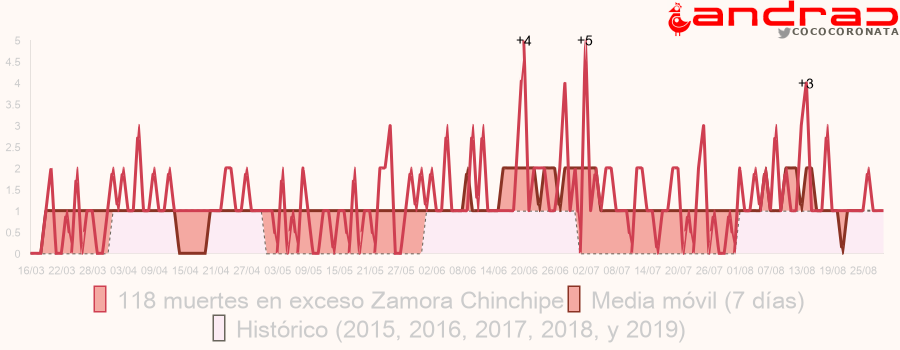 andrac
COCOCORONATA
+4
+5
+3
5
4.5
4
3.5
3
2.5
2
1.5
1
0.5
0
16/03 22/03 28/03 03/04 09/04 15/04 21/04 27/04 03/05 09/05 15/05 21/05 27/05 02/06 08/06 14/06 20/06 26/06 02/07 08/07 14/07 20/07 26/07 01/08 07/08 13/08 19/08 25/08
118 muertes en exceso Zamora Chinchipe Media móvil (7 días)
Histórico (2015, 2016, 2017, 2018, y 2019)